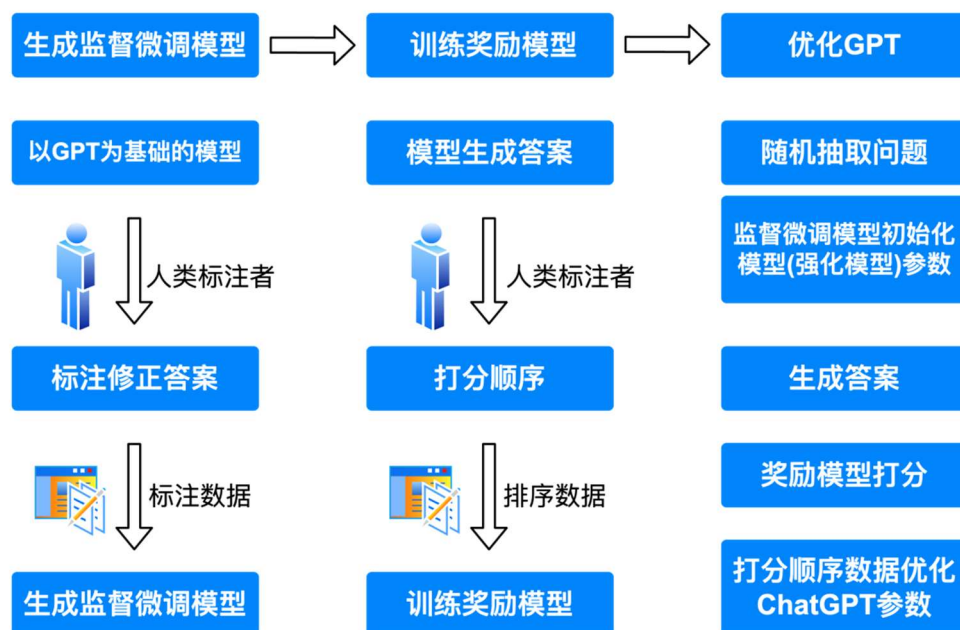 生成监督微调模型
训练奖励模型
优化GPT
以GPT为基础的模型
人类标注者
标注修正答案
标注数据
生成监督微调模型
模型生成答案
人类标注者
打分顺序
排序数据
训练奖励模型
随机抽取问题
监督微调模型初始化
模型(强化模型)参数
生成答案
奖励模型打分
打分顺序数据优化
ChatGPT参数